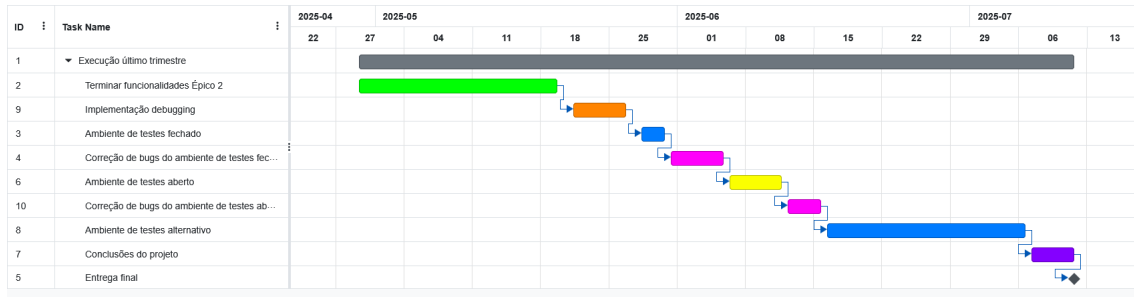 2025-04 2025-05 2025-06 2025-07
ID Task Name
22 27 04 11 18 25 01 08 15 22 29 06 13
1 Execução último trimestre
2 Terminar funcionalidades Épico 2
9 Implementação debugging
3 Ambiente de testes fechado
4 Correção de bugs do ambiente de testes fec...
6 Ambiente de testes aberto
10 Correção de bugs do ambiente de testes ab...
8 Ambiente de testes alternativo
7 Conclusões do projeto
5 Entrega final